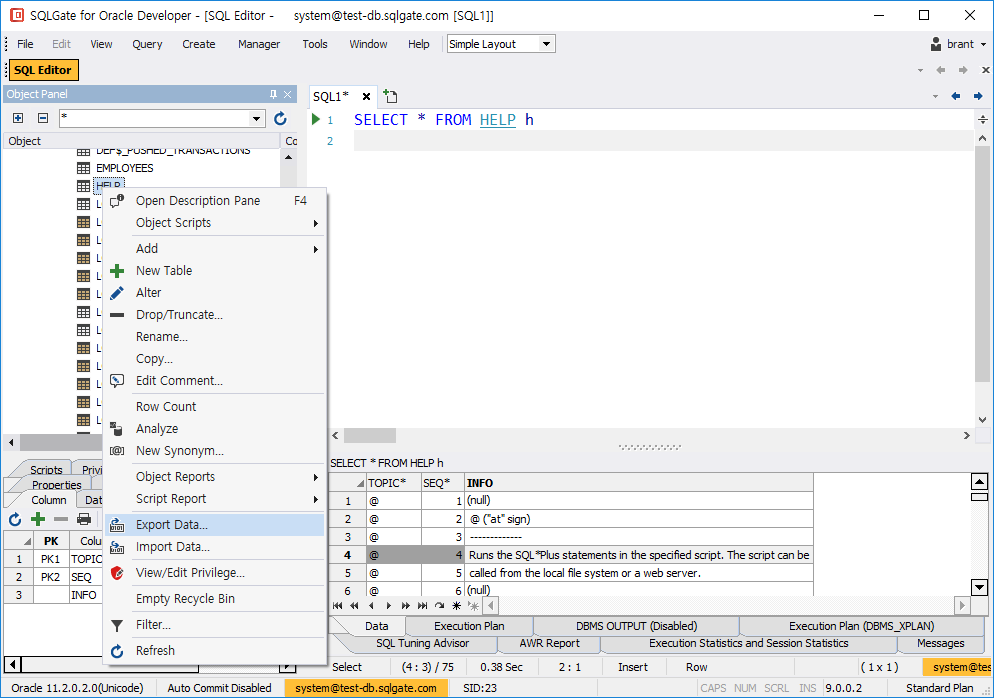 SQLGate for Oracle Developer - [SQL Editor - system@test-db.sqlgate.com [SQL1]]
File Edit View Query Create Manager Tools Window Help Simple Layout brant
SQL Editor
Object Panel
SQL1*
*
Object Co
1 SELECT * FROM HELP h
2
DEF$_PUSHED_TRANSACTIONS
EMPLOYEES
HELP
Open Description Pane F4
Object Scripts
Add
New Table
Alter
Drop/Truncate...
Rename...
Copy...
Edit Comment...
Row Count
Analyze
New Synonym...
Object Reports
Script Report
Export Data...
Import Data...
View/Edit Privilege...
Empty Recycle Bin
Filter...
Refresh
Scripts Privi
Properties
Column Dat
PK Colu
1 PK1 TOPIC
2 PK2 SEQ
3 INFO
SELECT * FROM HELP h
TOPIC* SEQ* INFO
1 @ 1 (null)
2 @ 2 @ ("at" sign)
3 @ 3 -------------
4 @ 4 Runs the SQL*Plus statements in the specified script. The script can be
5 @ 5 called from the local file system or a web server.
6 @ 6 (null)
Data Execution Plan DBMS OUTPUT (Disabled) Execution Plan (DBMS_XPLAN)
SQL Tuning Advisor AWR Report Execution Statistics and Session Statistics Messages
Select (4 : 3) / 75 0.38 Sec 2 : 1 Insert Row ( 1 x 1 ) system@tes
Oracle 11.2.0.2.0(Unicode) Auto Commit Disabled system@test-db.sqlgate.com SID:23 CAPS NUM SCRL INS 9.0.0.2 Standard Plan